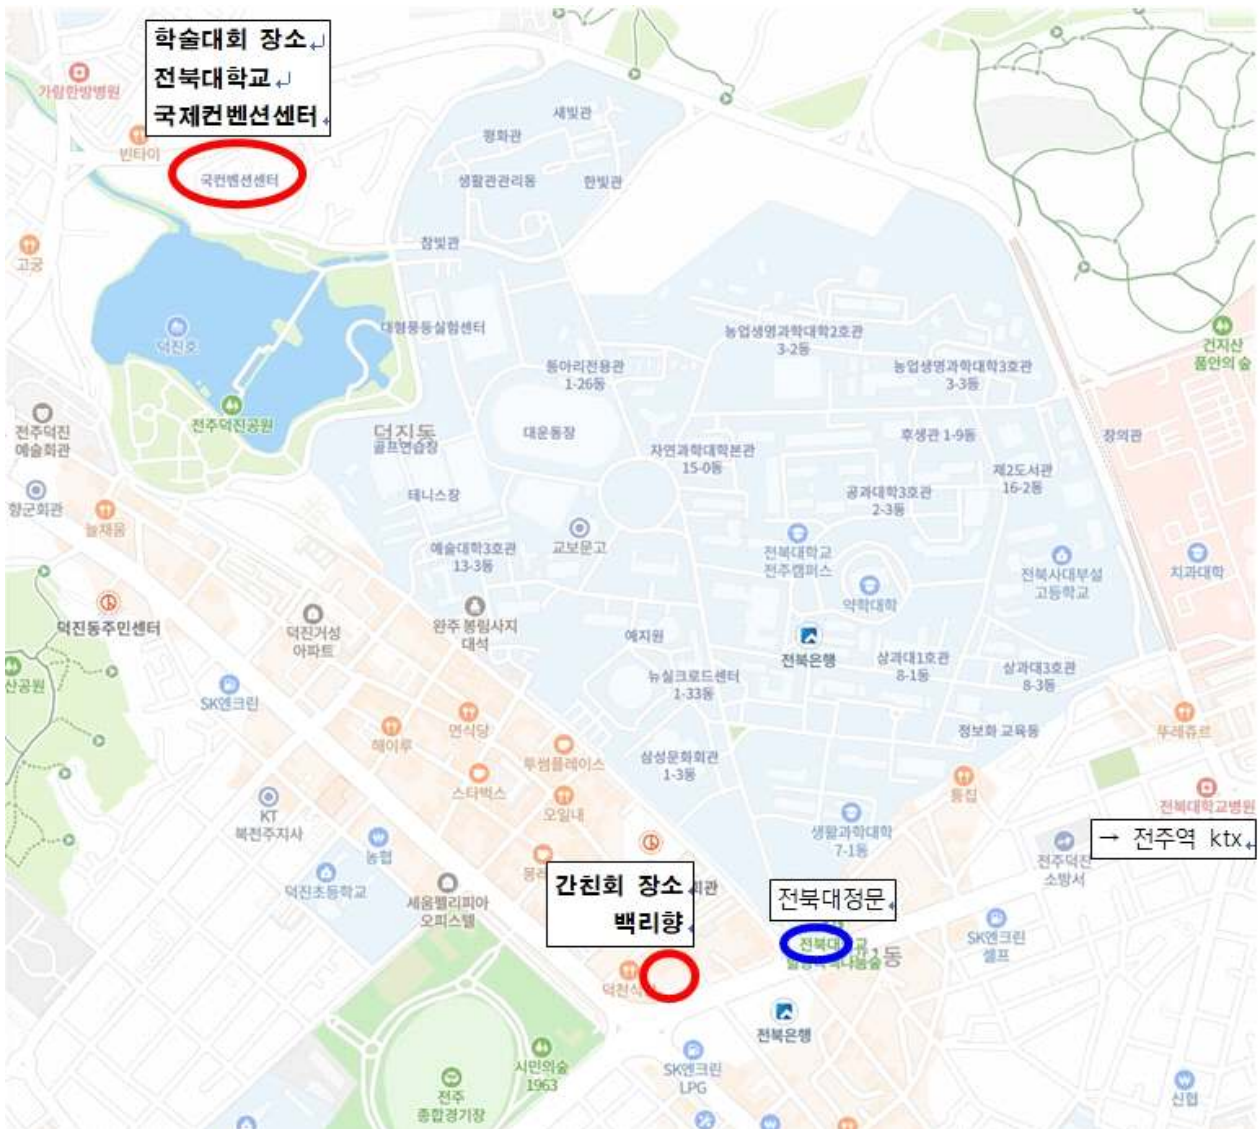 학술대회 장소
전북대학교
국제컨벤션센터
가람한방병원
빈타이
국컨벤션센터
새빛관
평화관
생활관관리동
한빛관
참빛관
고궁
덕진호
대형풍동실험센터
농업생명과학대학2호관
3-2동
건지산
품안의 숲
동아리전용관
1-26동
농업생명과학대학3호관
3-3동
전주덕진
예술회관
전주덕진공원
덕진동
골프연습장
대운동장
자연과학대학본관
15-0동
후생관 1-9동
창의관
제2도서관
16-2동
향군회관
늘채움
테니스장
공과대학3호관
2-3동
예술대학3호관
13-3동
교보문고
전북대학교
전주캠퍼스
전북사대부설
고등학교
치과대학
약학대학
덕진동주민센터
덕진거성
아파트
완주 봉림사지
대석
예지원
전북은행
상과대1호관
8-1동
상과대3호관
8-3동
산공원
SK엔크린
뉴실크로드센터
1-33동
해이루
면식당
투썸플레이스
삼성문화회관
1-3동
정보화 교육동
뚜레쥬르
스타벅스
오일내
통집
전북대학교병원
KT
북전주지사
농협
생활과학대학
7-1동
→ 전주역 ktx
전주덕진
소방서
덕진초등학교
세움펠리피아
오피스텔
간친회 장소
백리향
회관
전북대정문
SK엔크린
셀프
덕천식
전북은행
시민의숲
1963
SK엔크린
LPG
전주
종합경기장
신협